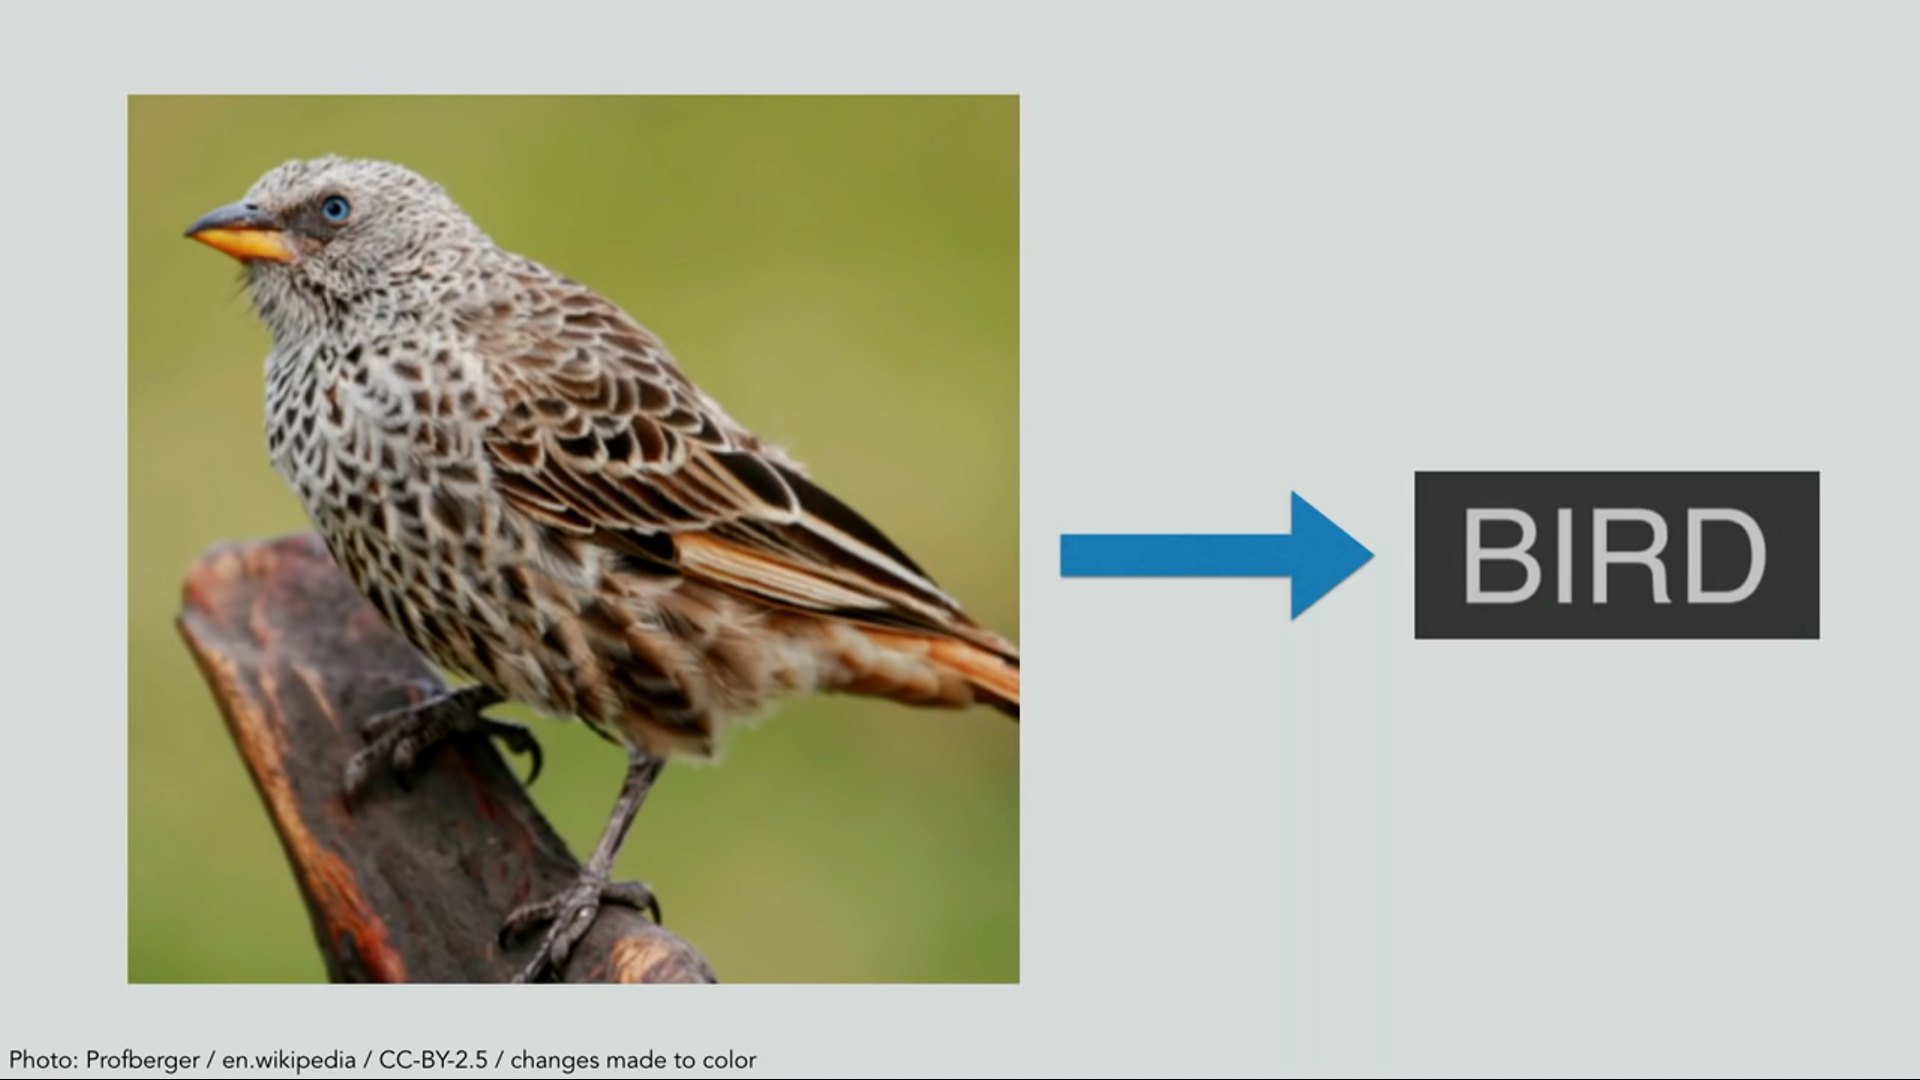 BIRD
Photo: Profberger / en.wikipedia / CC-BY-2.5 / changes made to color